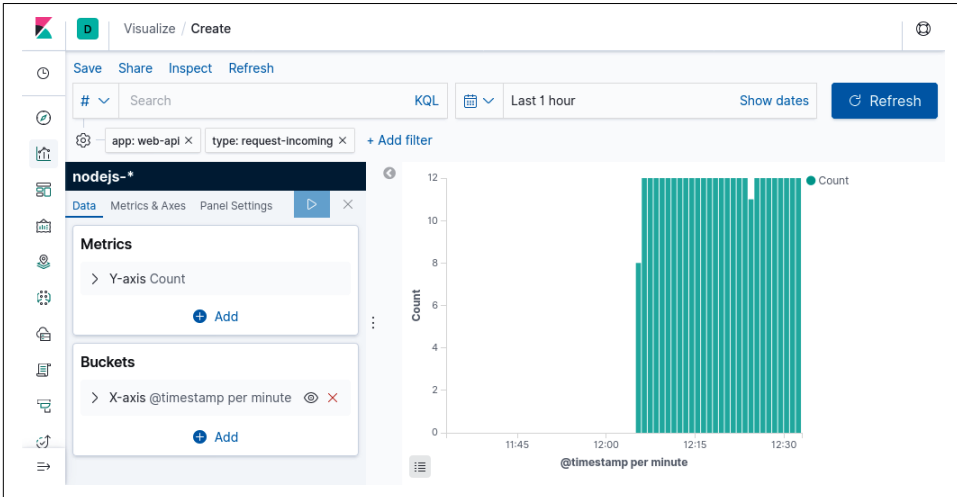 D Visualize / Create
Save Share Inspect Refresh
# Search KQL Last 1 hour Show dates Refresh
app: web-api × type: request-incoming × + Add filter
nodejs-*
Data Metrics & Axes Panel Settings
Metrics
Y-axis Count
Add
Buckets
X-axis @timestamp per minute
Add
Count
12
10
8
6
4
2
0
Count
11:45 12:00 12:15 12:30
@timestamp per minute